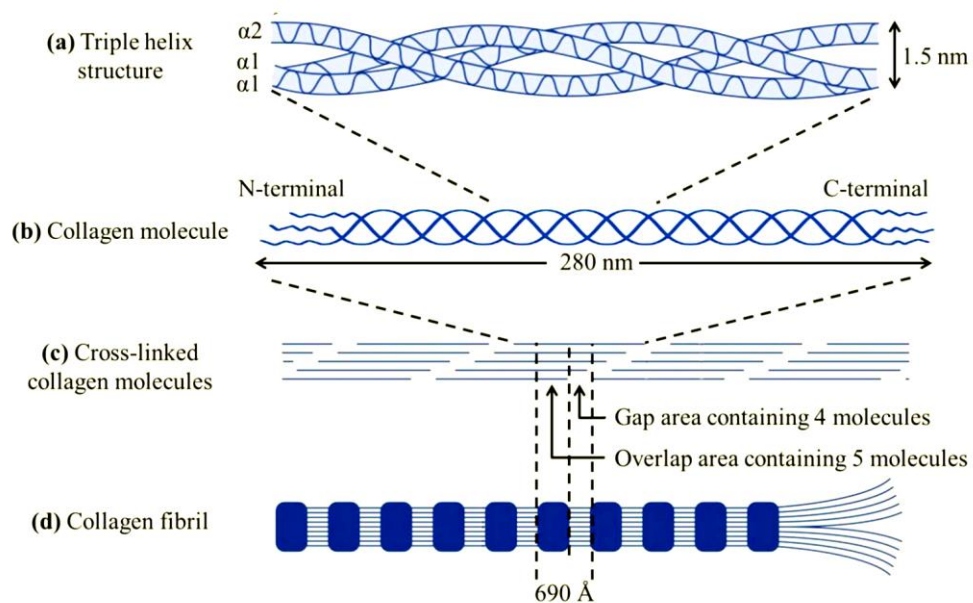 (a) Triple helix
structure
α2
α1
α1
1.5 nm
N-terminal
C-terminal
(b) Collagen molecule
280 nm
(c) Cross-linked
collagen molecules
Gap area containing 4 molecules
Overlap area containing 5 molecules
(d) Collagen fibril
690 Å